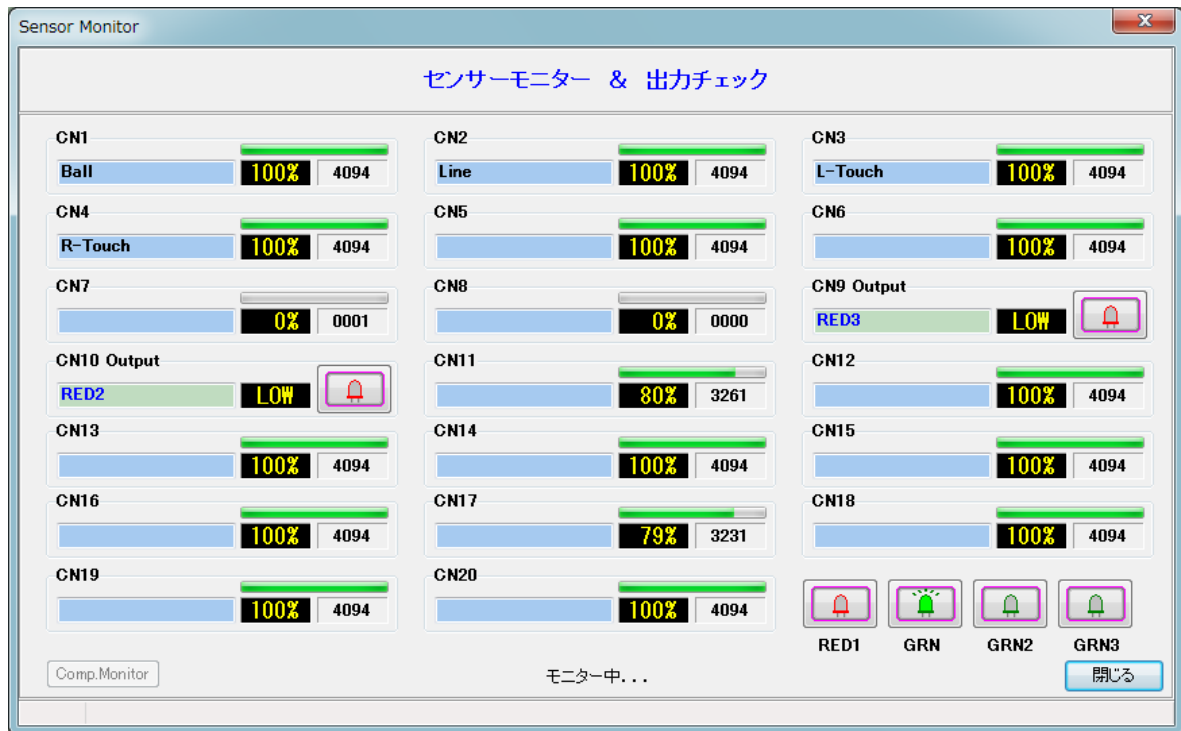 Sensor Monitor
センサーモニター ＆ 出力チェック
CN1
Ball 100% 4094
CN2
Line 100% 4094
CN3
L-Touch 100% 4094
CN4
R-Touch 100% 4094
CN5
100% 4094
CN6
100% 4094
CN7
0% 0001
CN8
0% 0000
CN9 Output
RED3 LOW
CN10 Output
RED2 LOW
CN11
80% 3261
CN12
100% 4094
CN13
100% 4094
CN14
100% 4094
CN15
100% 4094
CN16
100% 4094
CN17
79% 3231
CN18
100% 4094
CN19
100% 4094
CN20
100% 4094
RED1 GRN GRN2 GRN3
Comp.Monitor
モニター中...
閉じる